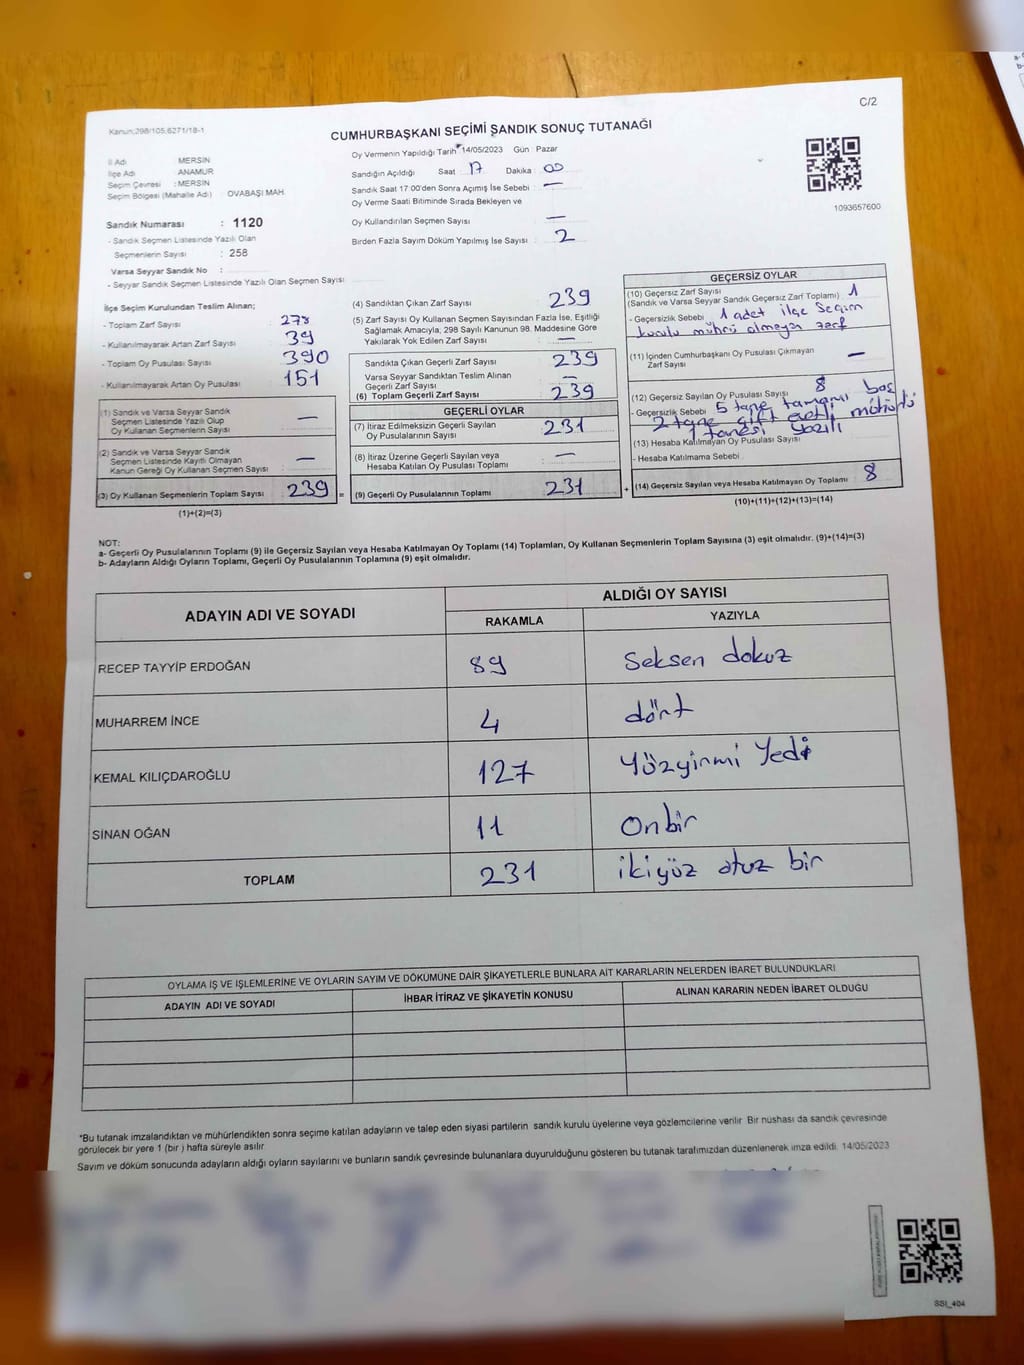 C/2
Kanun;298/105,6271/18-1
CUMHURBAŞKANI SEÇİMİ SANDIK SONUÇ TUTANAĞI
İl Adı MERSİN
İlçe Adı ANAMUR
Seçim Çevresi : MERSİN
Seçim Bölgesi (Mahalle Adı) OVABAŞI MAH.
Sandık Numarası : 1120
- Sandık Seçmen Listesinde Yazılı Olan
Seçmenlerin Sayısı : 258
Varsa Seyyar Sandık No :
- Seyyar Sandık Seçmen Listesinde Yazılı Olan Seçmen Sayısı
Oy Vermenin Yapıldığı Tarih 14/05/2023 Gün Pazar
Sandığın Açıldığı Saat 17 Dakika 00
Sandık Saat 17 00'den Sonra Açımış İse Sebebi : —
Oy Verme Saati Bitiminde Sırada Bekleyen ve
Oy Kullandırılan Seçmen Sayısı —
Birden Fazla Sayım Döküm Yapılmış İse Sayısı : 2
1093657600
İlçe Seçim Kurulundan Teslim Alınan;
- Toplam Zarf Sayısı 278
- Kullanılmayarak Artan Zarf Sayısı 39
- Toplam Oy Pusulası Sayısı 390
- Kullanılmayarak Artan Oy Pusulası 151
(1) Sandık ve Varsa Seyyar Sandık
Seçmen Listesinde Yazılı Olup
Oy Kullanan Seçmenlerin Sayısı : —
(2) Sandık ve Varsa Seyyar Sandık
Seçmen Listesinde Kayıtlı Olmayan
Kanun Gereği Oy Kullanan Seçmen Sayısı : —
(3) Oy Kullanan Seçmenlerin Toplam Sayısı 239 =
(1)+(2)=(3)
(4) Sandıktan Çıkan Zarf Sayısı 239
(5) Zarf Sayısı Oy Kullanan Seçmen Sayısından Fazla İse, Eşitliği
Sağlamak Amacıyla; 298 Sayılı Kanunun 98. Maddesine Göre
Yakılarak Yok Edilen Zarf Sayısı : —
Sandıkta Çıkan Geçerli Zarf Sayısı 239
Varsa Seyyar Sandıktan Teslim Alınan
Geçerli Zarf Sayısı : —
(6) Toplam Geçerli Zarf Sayısı 239
GEÇERLİ OYLAR
(7) İtiraz Edilmeksizin Geçerli Sayılan
Oy Pusulalarının Sayısı 231
(8) İtiraz Üzerine Geçerli Sayılan veya
Hesaba Katılan Oy Pusulası Toplamı : —
(9) Geçerli Oy Pusulalarının Toplamı 231 +
GEÇERSİZ OYLAR
(10) Geçersiz Zarf Sayısı 1
(Sandık ve Varsa Seyyar Sandık Geçersiz Zarf Toplamı)
- Geçersizlik Sebebi 1 adet ilçe Seçim
kurulu mührü olmayan zarf
(11) İçinden Cumhurbaşkanı Oy Pusulası Çıkmayan
Zarf Sayısı —
(12) Geçersiz Sayılan Oy Pusulası Sayısı 8
- Geçersizlik Sebebi 5 tane tamamı boş
2 tane çift evetli mühürlü
tanesi yazılı
(13) Hesaba Katılmayan Oy Pusulası Sayısı
- Hesaba Katılmama Sebebi
(14) Geçersiz Sayılan veya Hesaba Katılmayan Oy Toplamı 8
(10)+(11)+(12)+(13)=(14)
NOT:
a- Geçerli Oy Pusulalarının Toplamı (9) ile Geçersiz Sayılan veya Hesaba Katılmayan Oy Toplamı (14) Toplamları, Oy Kullanan Seçmenlerin Toplam Sayısına (3) eşit olmalıdır. (9)+(14)=(3)
b- Adayların Aldığı Oyların Toplamı, Geçerli Oy Pusulalarının Toplamına (9) eşit olmalıdır.
ADAYIN ADI VE SOYADI ALDIĞI OY SAYISI
RAKAMLA YAZIYLA
RECEP TAYYİP ERDOĞAN 89 Seksen dokuz
MUHARREM İNCE 4 dört
KEMAL KILIÇDAROĞLU 127 Yüzyirmi Yedi
SİNAN OĞAN 11 Onbir
TOPLAM 231 ikiyüz otuz bir
OYLAMA İŞ VE İŞLEMLERİNE VE OYLARIN SAYIM VE DÖKÜMÜNE DAİR ŞİKAYETLERLE BUNLARA AİT KARARLARIN NELERDEN İBARET BULUNDUKLARI
ADAYIN ADI VE SOYADI İHBAR İTİRAZ VE ŞİKAYETİN KONUSU ALINAN KARARIN NEDEN İBARET OLDUĞU
*Bu tutanak imzalandıktan ve mühürlendikten sonra seçime katılan adayların ve talep eden siyasi partilerin sandık kurulu üyelerine veya gözlemcilerine verilir. Bir nüshası da sandık çevresinde
görülecek bir yere 1 (bir ) hafta süreyle asılır
Sayım ve döküm sonucunda adayların aldığı oyların sayılarını ve bunların sandık çevresinde bulunanlara duyurulduğunu gösteren bu tutanak tarafımızdan düzenlenerek imza edildi. 14/05/2023
SSI_404